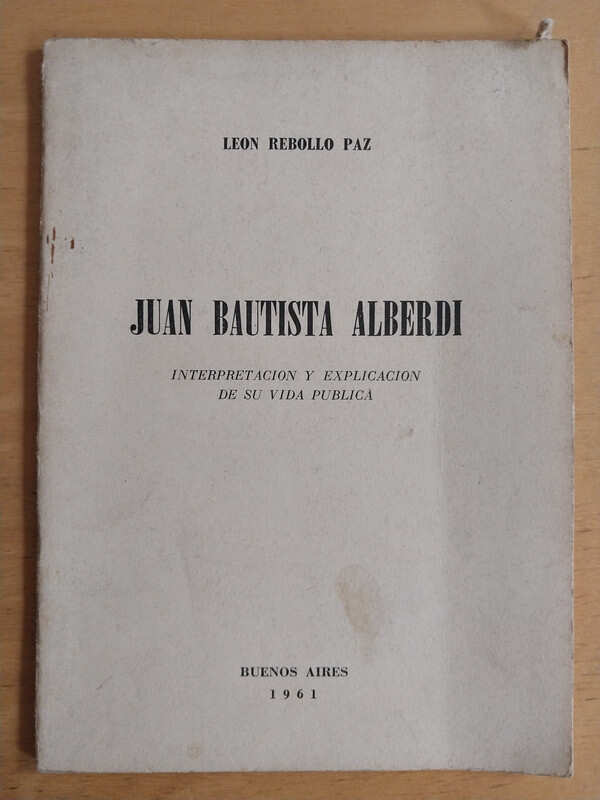 LEON REBOLLO PAZ
JUAN BAUTISTA ALBERDI
INTERPRETACION Y EXPLICACION
DE SU VIDA PUBLICA
BUENOS AIRES
1961